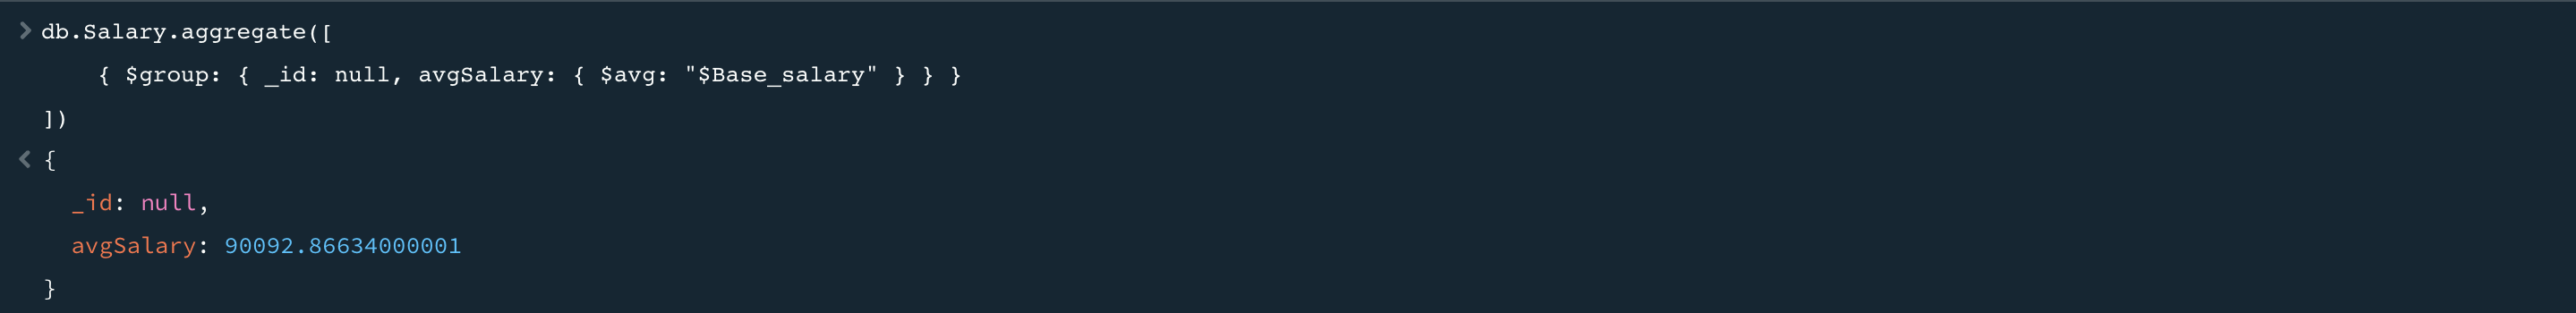 db.Salary.aggregate([
{ $group: { _id: null, avgSalary: { $avg: "$Base_salary" } } }
])
{
_id: null,
avgSalary: 90092.86634000001
}